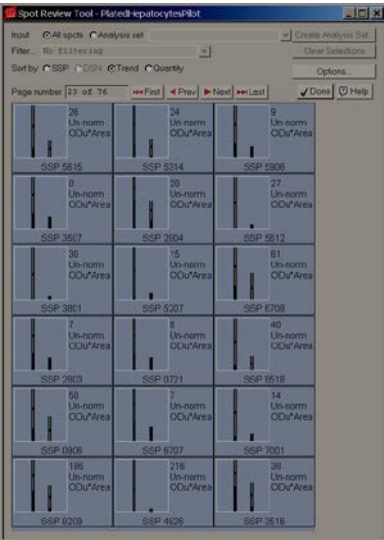 Spot Review Tool - PlatedHepatocytesPilot
Input All spots Analysis set Create Analysis Set...
Filter... No filtering Clear Selections
Sort by SSP DSN Trend Quantity Options...
Page number 23 of 76 First Prev Next Last Done Help
26 24 9
Un-norm Un-norm Un-norm
ODu*Area ODu*Area ODu*Area
SSP 5615 SSP 5314 SSP 5806
8 20 27
Un-norm Un-norm Un-norm
ODu*Area ODu*Area ODu*Area
SSP 3507 SSP 2604 SSP 5612
30 15 61
Un-norm Un-norm Un-norm
ODu*Area ODu*Area ODu*Area
SSP 3801 SSP 5207 SSP 6708
7 8 40
Un-norm Un-norm Un-norm
ODu*Area ODu*Area ODu*Area
SSP 2803 SSP 0721 SSP 8518
50 7 14
Un-norm Un-norm Un-norm
ODu*Area ODu*Area ODu*Area
SSP 0806 SSP 6707 SSP 7001
186 216 38
Un-norm Un-norm Un-norm
ODu*Area ODu*Area ODu*Area
SSP 8209 SSP 4626 SSP 3516